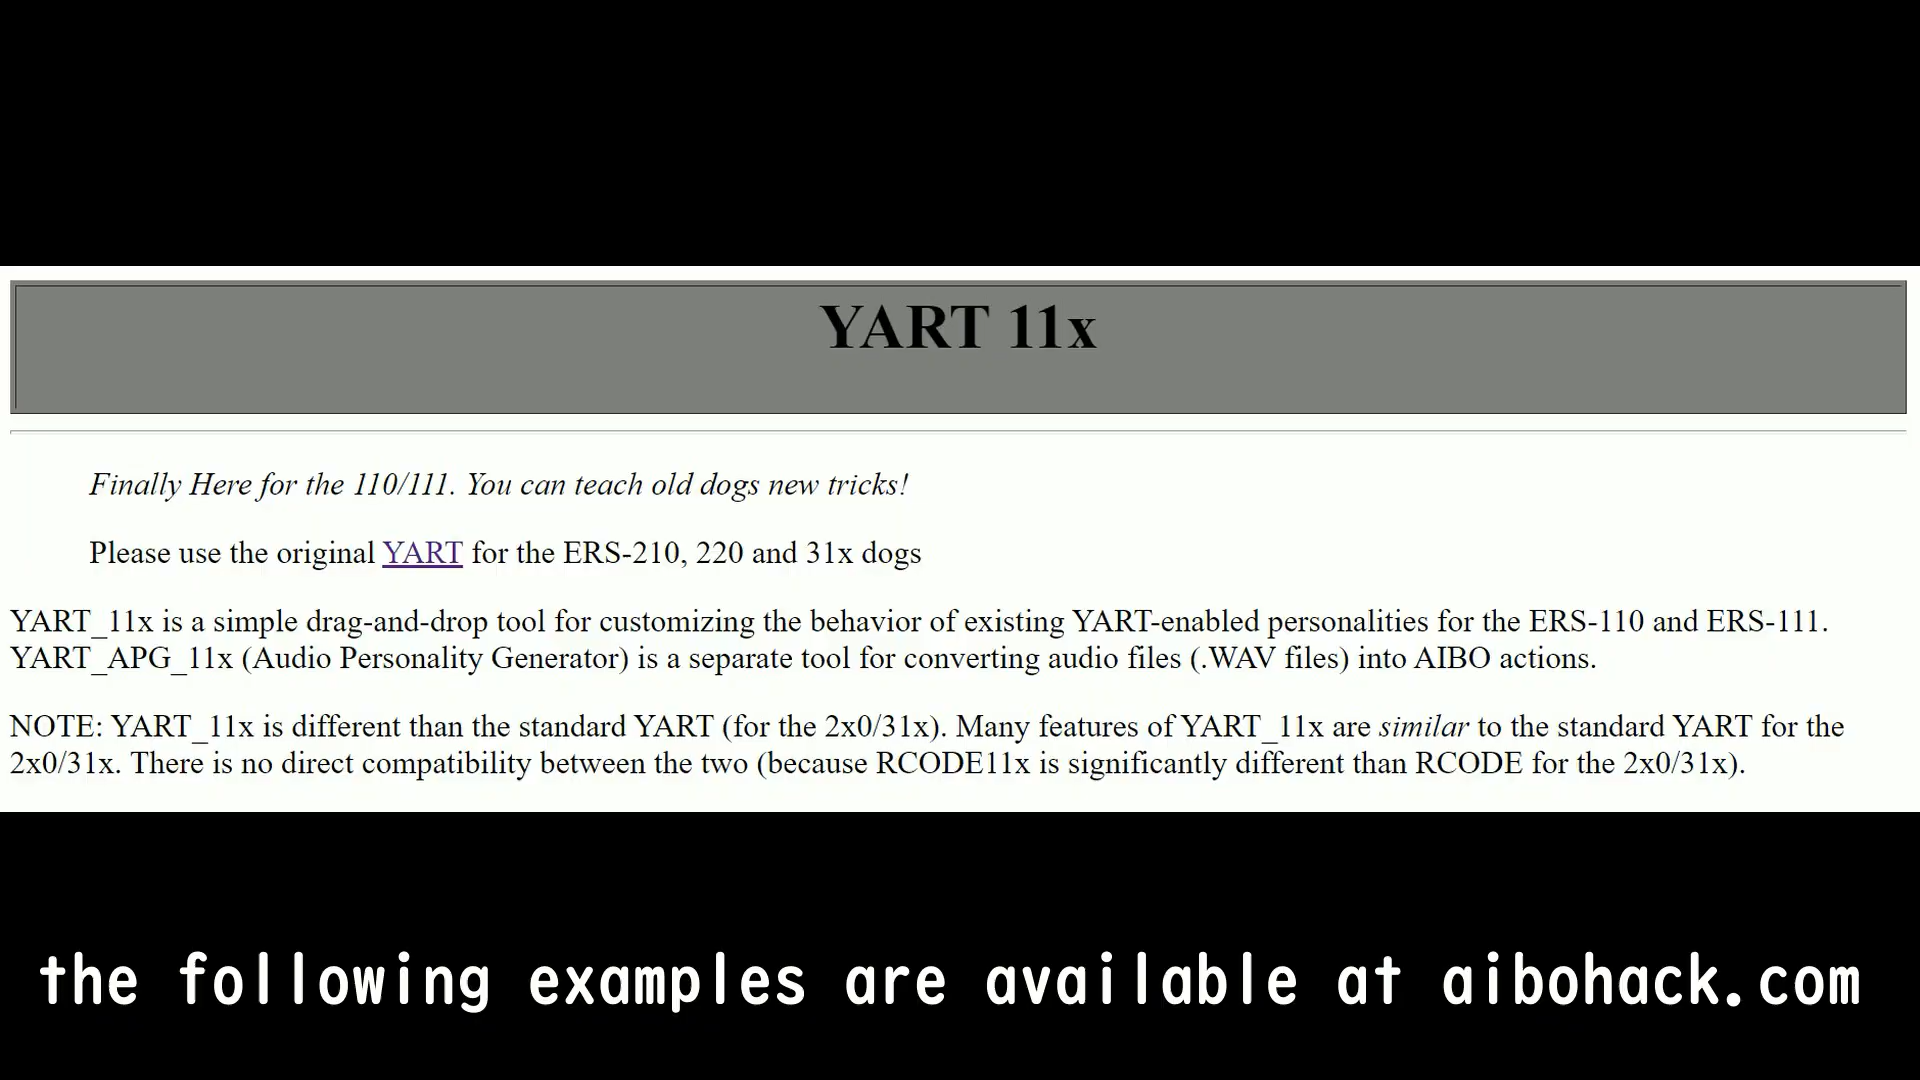 YART 11x
Finally Here for the 110/111. You can teach old dogs new tricks!
Please use the original YART for the ERS-210, 220 and 31x dogs
YART_11x is a simple drag-and-drop tool for customizing the behavior of existing YART-enabled personalities for the ERS-110 and ERS-111.
YART_APG_11x (Audio Personality Generator) is a separate tool for converting audio files (.WAV files) into AIBO actions.
NOTE: YART_11x is different than the standard YART (for the 2x0/31x). Many features of YART_11x are similar to the standard YART for the
2x0/31x. There is no direct compatibility between the two (because RCODE11x is significantly different than RCODE for the 2x0/31x).
the following examples are available at aibohack.com